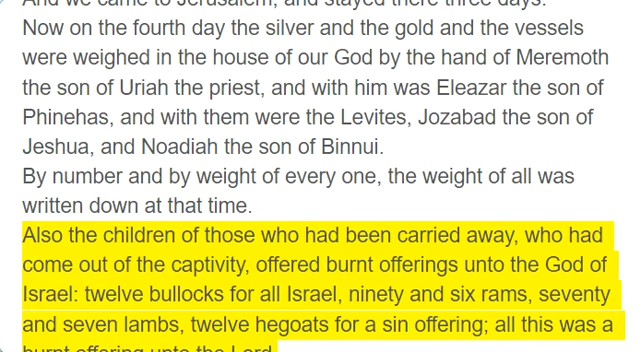 And we came to Jerusalem, and stayed there three days.
Now on the fourth day the silver and the gold and the vessels
were weighed in the house of our God by the hand of Meremoth
the son of Uriah the priest, and with him was Eleazar the son of
Phinehas, and with them were the Levites, Jozabad the son of
Jeshua, and Noadiah the son of Binnui.
By number and by weight of every one, the weight of all was
written down at that time.
Also the children of those who had been carried away, who had
come out of the captivity, offered burnt offerings unto the God of
Israel: twelve bullocks for all Israel, ninety and six rams, seventy
and seven lambs, twelve hegoats for a sin offering; all this was a
burnt offering unto the Lord